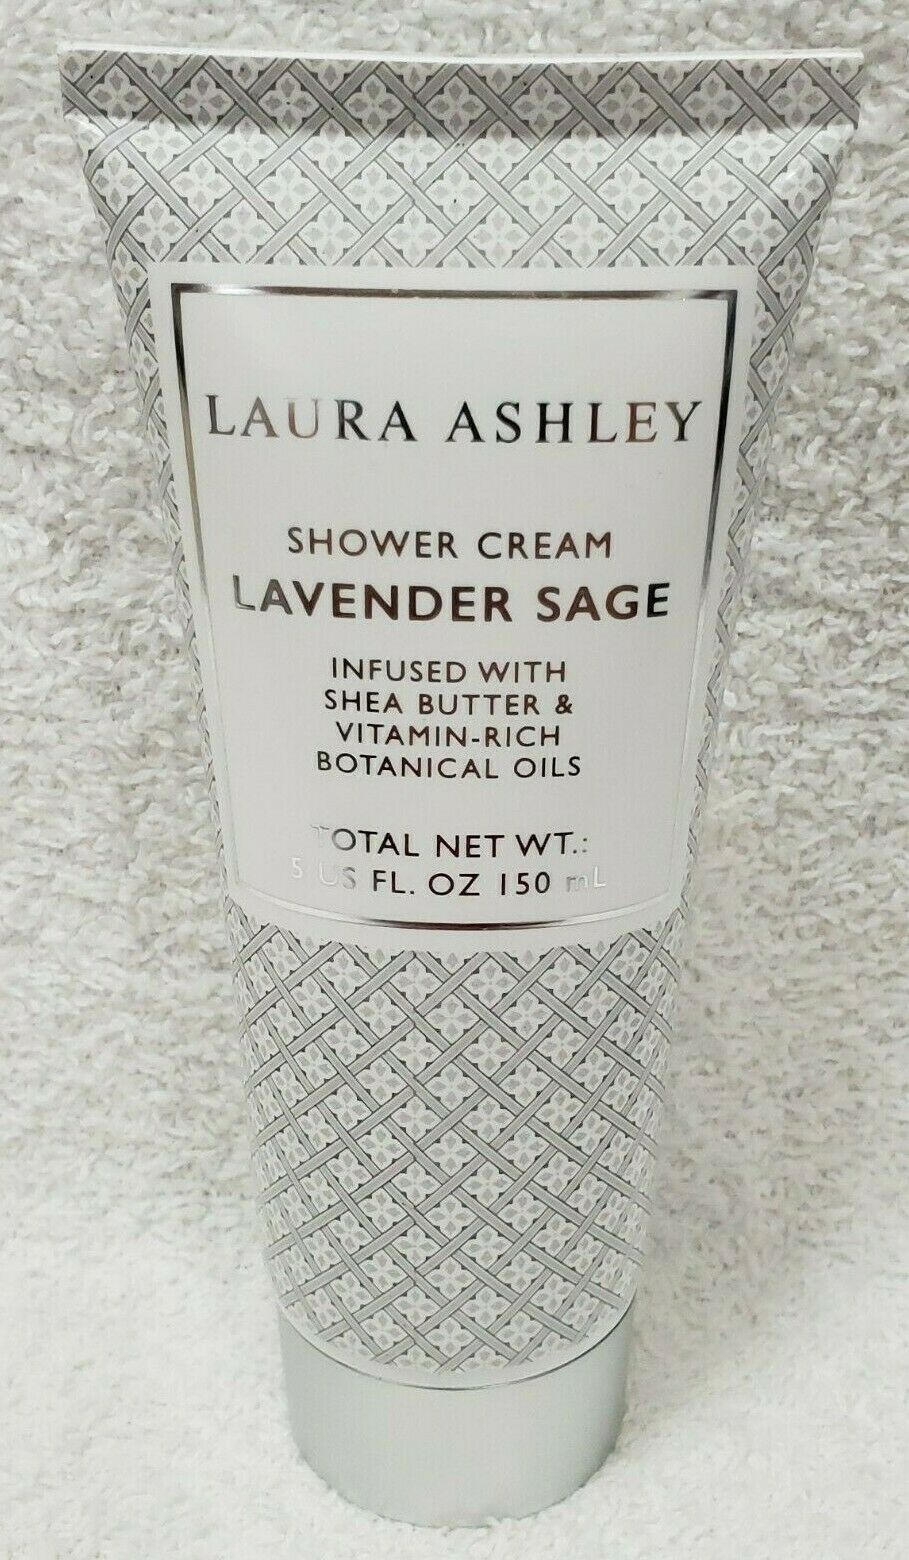 LAURA ASHLEY
SHOWER CREAM
LAVENDER SAGE
INFUSED WITH
SHEA BUTTER &
VITAMIN-RICH
BOTANICAL OILS
TOTAL NET WT.:
5 US FL. OZ 150 mL